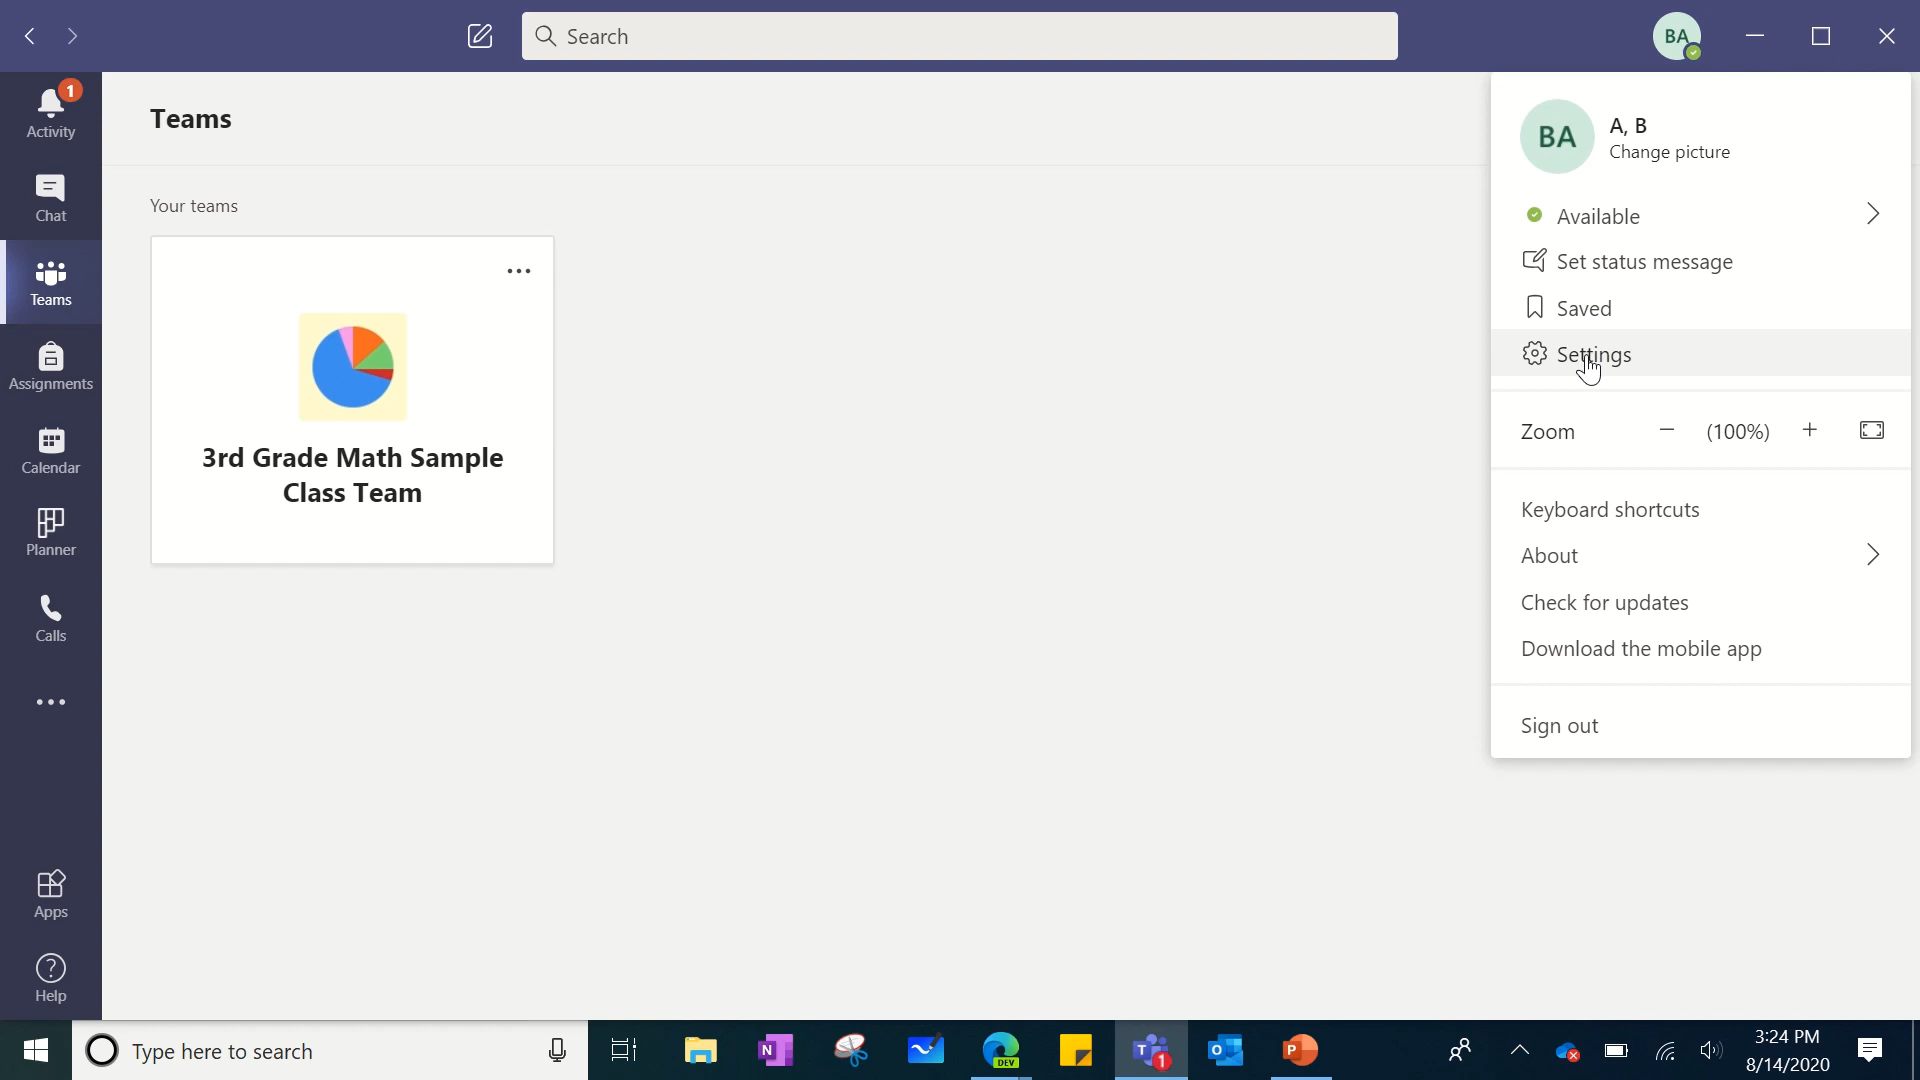 Search
BA
1
Activity
Chat
Teams
Assignments
Calendar
Planner
Calls
Apps
Help
Teams
Your teams
3rd Grade Math Sample
Class Team
BA
A, B
Change picture
Available
Set status message
Saved
Settings
Zoom
(100%)
Keyboard shortcuts
About
Check for updates
Download the mobile app
Sign out
Type here to search
N
DEV
T
1
O
P
3:24 PM
8/14/2020